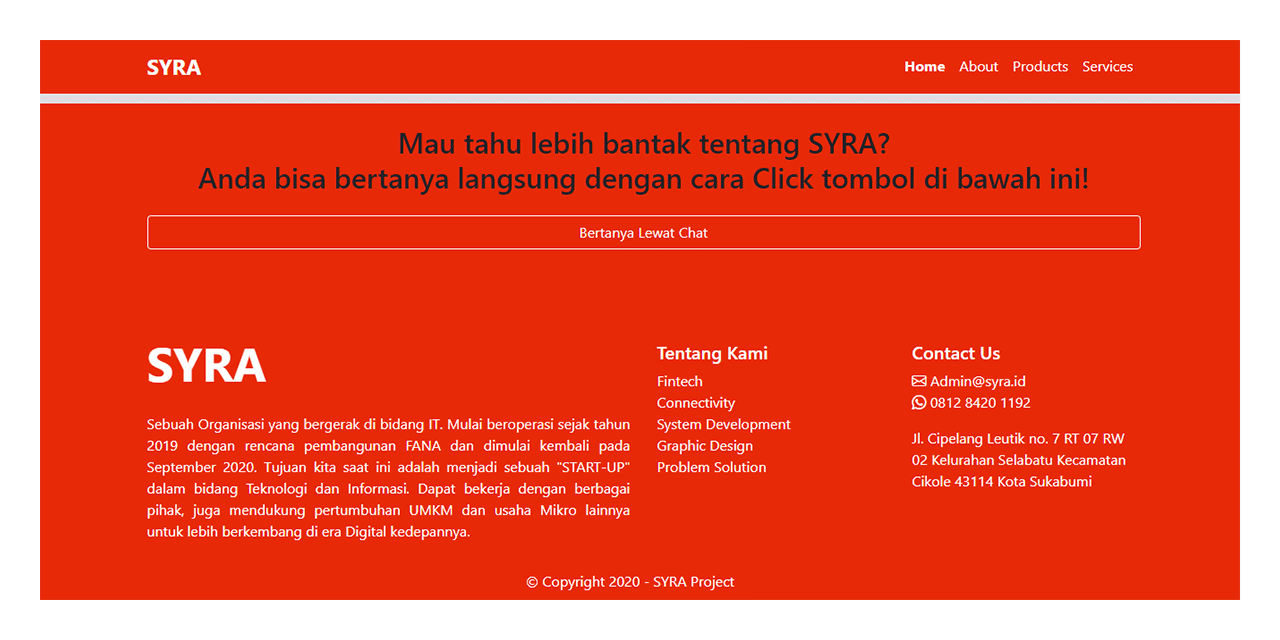 SYRA
Home About Products Services
Mau tahu lebih bantak tentang SYRA?
Anda bisa bertanya langsung dengan cara Click tombol di bawah ini!
Bertanya Lewat Chat
SYRA
Sebuah Organisasi yang bergerak di bidang IT. Mulai beroperasi sejak tahun
2019 dengan rencana pembangunan FANA dan dimulai kembali pada
September 2020. Tujuan kita saat ini adalah menjadi sebuah "START-UP"
dalam bidang Teknologi dan Informasi. Dapat bekerja dengan berbagai
pihak, juga mendukung pertumbuhan UMKM dan usaha Mikro lainnya
untuk lebih berkembang di era Digital kedepannya.
Tentang Kami
Fintech
Connectivity
System Development
Graphic Design
Problem Solution
Contact Us
Admin@syra.id
0812 8420 1192
Jl. Cipelang Leutik no. 7 RT 07 RW
02 Kelurahan Selabatu Kecamatan
Cikole 43114 Kota Sukabumi
© Copyright 2020 - SYRA Project